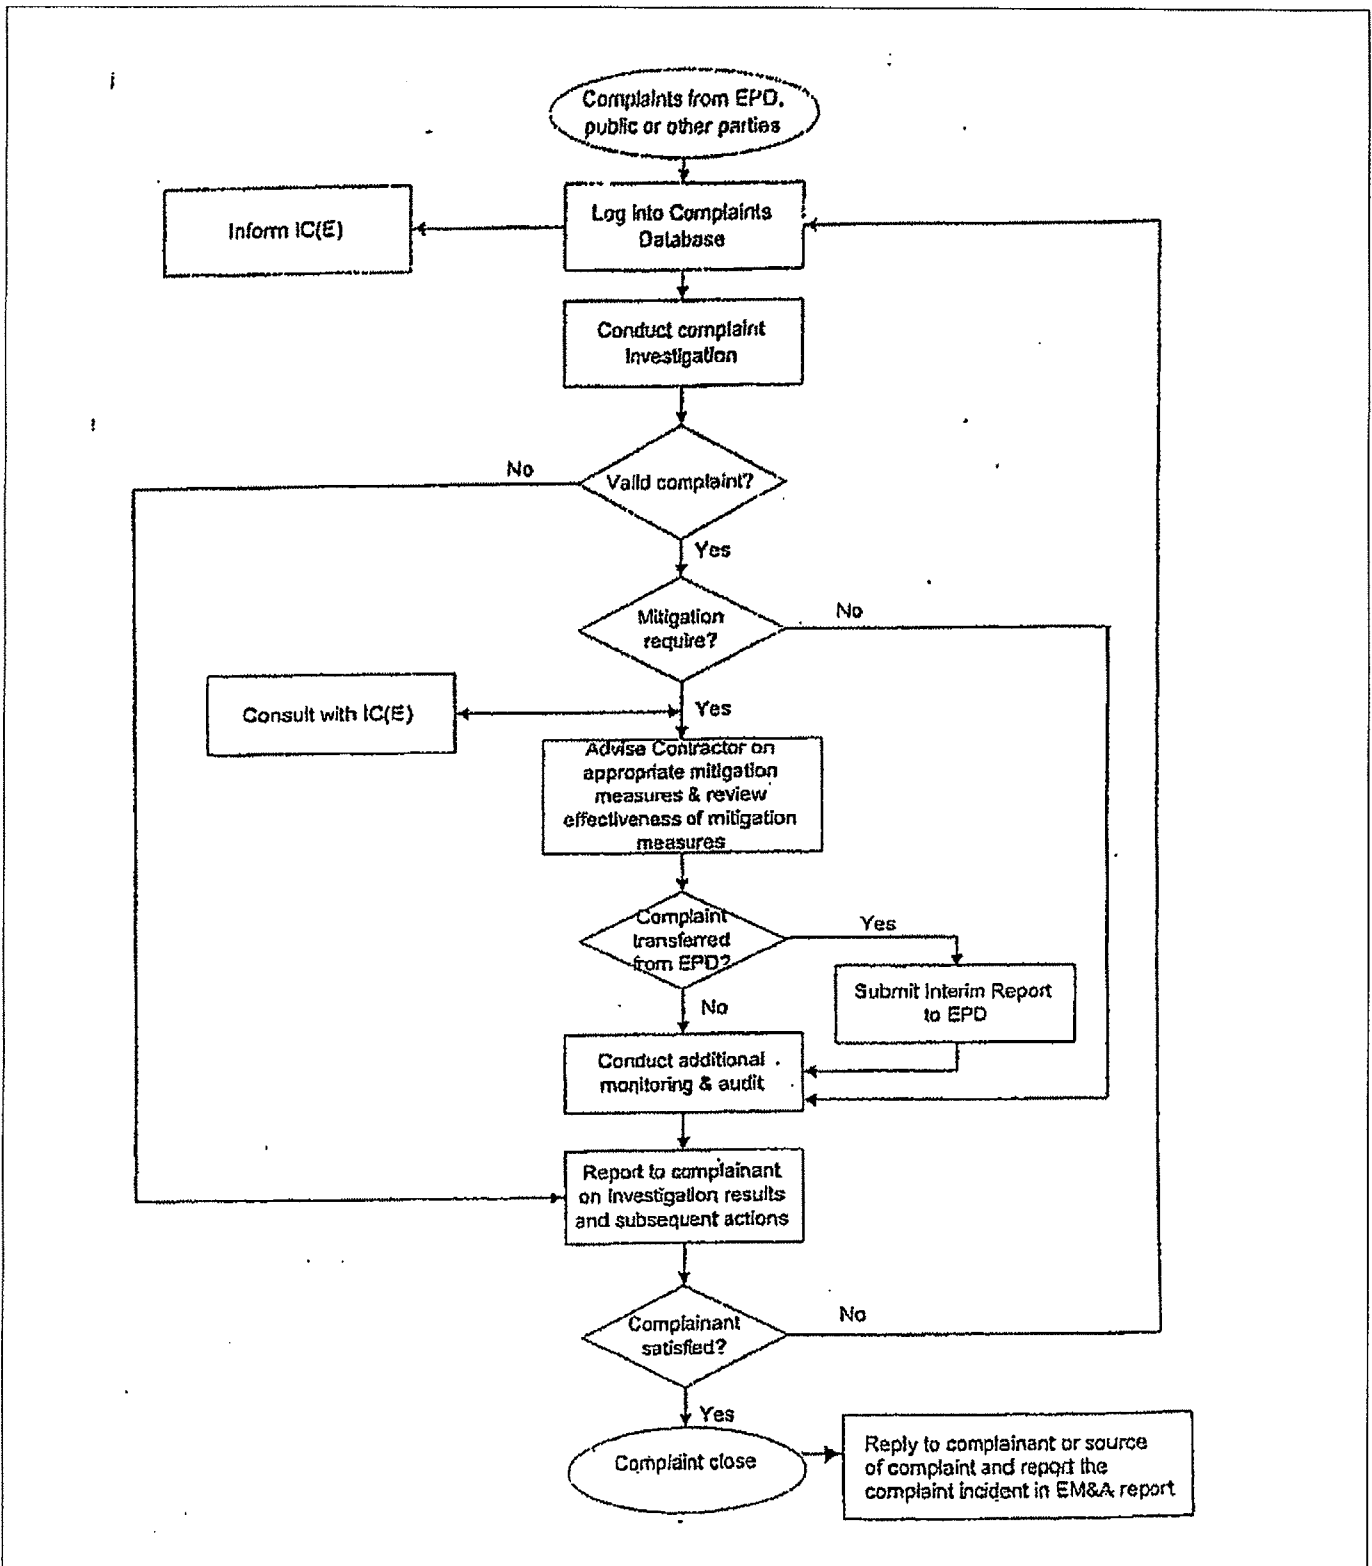 Complaints from EPD,
public or other parties
Inform IC(E)
Log into Complaints
Database
Conduct complaint
Investigation
No
Valid complaint?
Yes
Mitigation
require?
No
Consult with IC(E)
Yes
Advise Contractor on
appropriate mitigation
measures & review
effectiveness of mitigation
measures
Complaint
transferred
from EPD?
Yes
Submit Interim Report
to EPD
No
Conduct additional
monitoring & audit
Report to complainant
on investigation results
and subsequent actions
Complainant
satisfied?
No
Yes
Complaint close
Reply to complainant or source
of complaint and report the
complaint incident in EM&A report